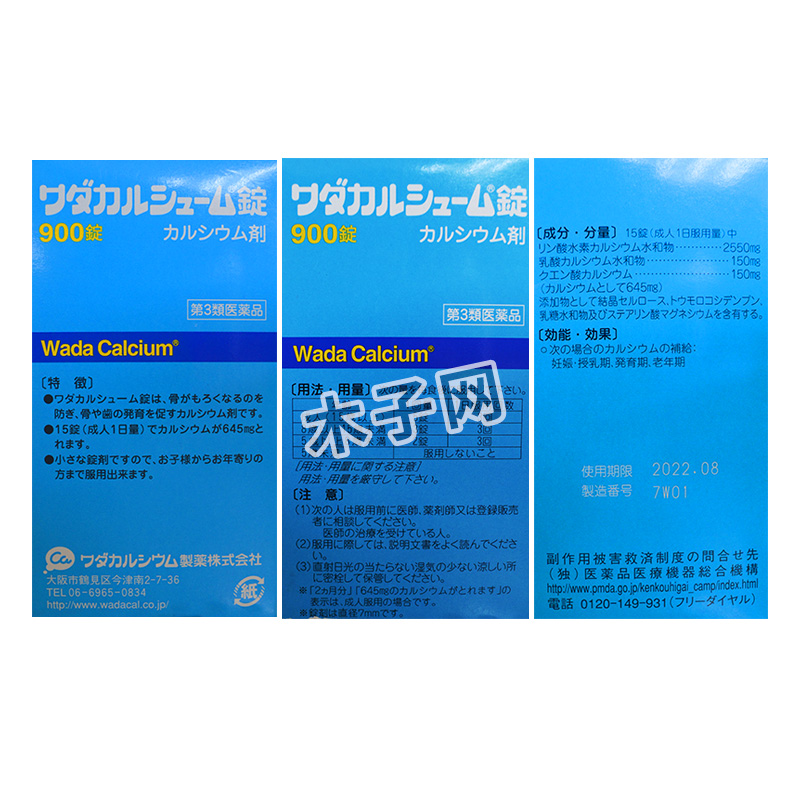 ワダカルシューム錠
900錠 カルシウム剤
第3類医薬品
Wada Calcium®
〔特 徴〕
●ワダカルシューム錠は、骨がもろくなるのを
防ぎ、骨や歯の発育を促すカルシウム剤です。
●15錠(成人1日量)でカルシウムが645mgと
れます。
●小さな錠剤ですので、お子様からお年寄りの
方まで服用出来ます。
Ca ワダカルシウム製薬株式会社
大阪市鶴見区今津南2-7-36
TEL 06-6965-0834
http://www.wadacal.co.jp/
紙
ワダカルシューム®錠
900錠 カルシウム剤
第3類医薬品
Wada Calcium®
〔用法・用量〕
3回
5 2錠 3回
服用しないこと
[用法・用量に関する注意]
用法・用量を厳守して下さい。
〔注 意〕
(1)次の人は服用前に医師、薬剤師又は登録販売
者に相談してください。
医師の治療を受けている人。
(2)服用に際しては、説明文書をよく読んでくださ
い。
(3)直射日光の当たらない湿気の少ない涼しい所
に密栓して保管してください。
※「2ヵ月分」「645mgのカルシウムがとれます」の
表示は、成人服用の場合です。
※錠剤は直径7mmです。
木子网
〔成分・分量〕 15錠(成人1日服用量)中
リン酸水素カルシウム水和物…………2550mg
乳酸カルシウム水和物………………150mg
クエン酸カルシウム…………………150mg
(カルシウムとして645mg)
添加物として結晶セルロース、トウモロコシデンプン、
乳糖水和物及びステアリン酸マグネシウムを含有する。
〔効能・効果〕
○次の場合のカルシウムの補給:
妊娠・授乳期、発育期、老年期
使用期限 2022.08
製造番号 7W01
副作用被害救済制度の問合せ先
(独)医薬品医療機器総合機構
http://www.pmda.go.jp/kenkouhigai_camp/index.html
電話 0120-149-931(フリーダイヤル)